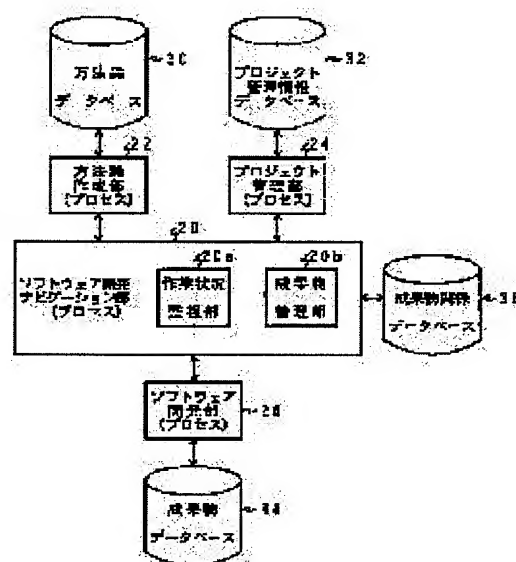 方法論
データベース
30
プロジェクト
管理情報
データベース
32
方法論
作成部
(プロセス)
22
プロジェクト
管理部
(プロセス)
24
20
ソフトウェア開発
ナビゲーション部
(プロセス)
20a
作業状況
管理部
20b
成果物
管理部
成果物関係
データベース
ソフトウェア
開発部
(プロセス)
26
成果物
データベース
34